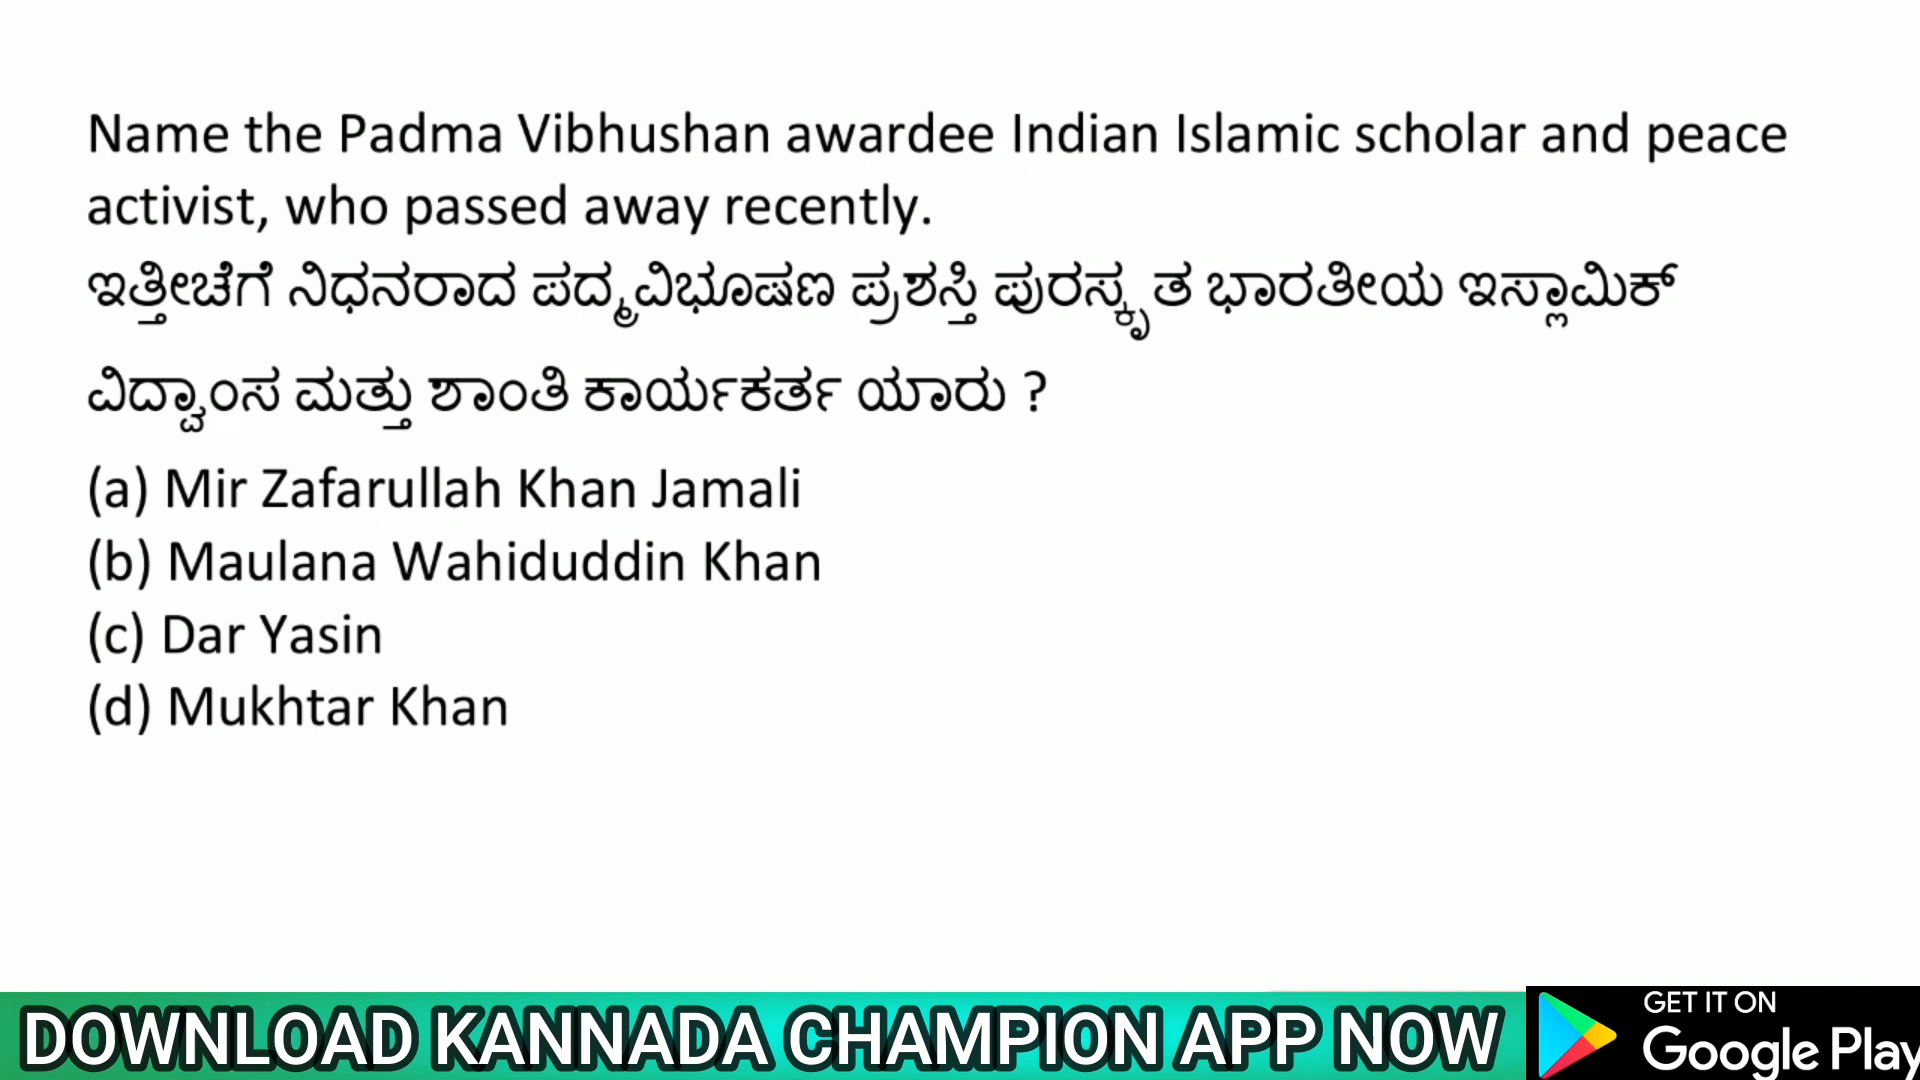 Name the Padma Vibhushan awardee Indian Islamic scholar and peace
activist, who passed away recently.
ಇತ್ತೀಚೆಗೆ ನಿಧನರಾದ ಪದ್ಮವಿಭೂಷಣ ಪ್ರಶಸ್ತಿ ಪುರಸ್ಕೃತ ಭಾರತೀಯ ಇಸ್ಲಾಮಿಕ್
ವಿದ್ವಾಂಸ ಮತ್ತು ಶಾಂತಿ ಕಾರ್ಯಕರ್ತ ಯಾರು ?
(a) Mir Zafarullah Khan Jamali
(b) Maulana Wahiduddin Khan
(c) Dar Yasin
(d) Mukhtar Khan
DOWNLOAD KANNADA CHAMPION APP NOW
GET IT ON
Google Play